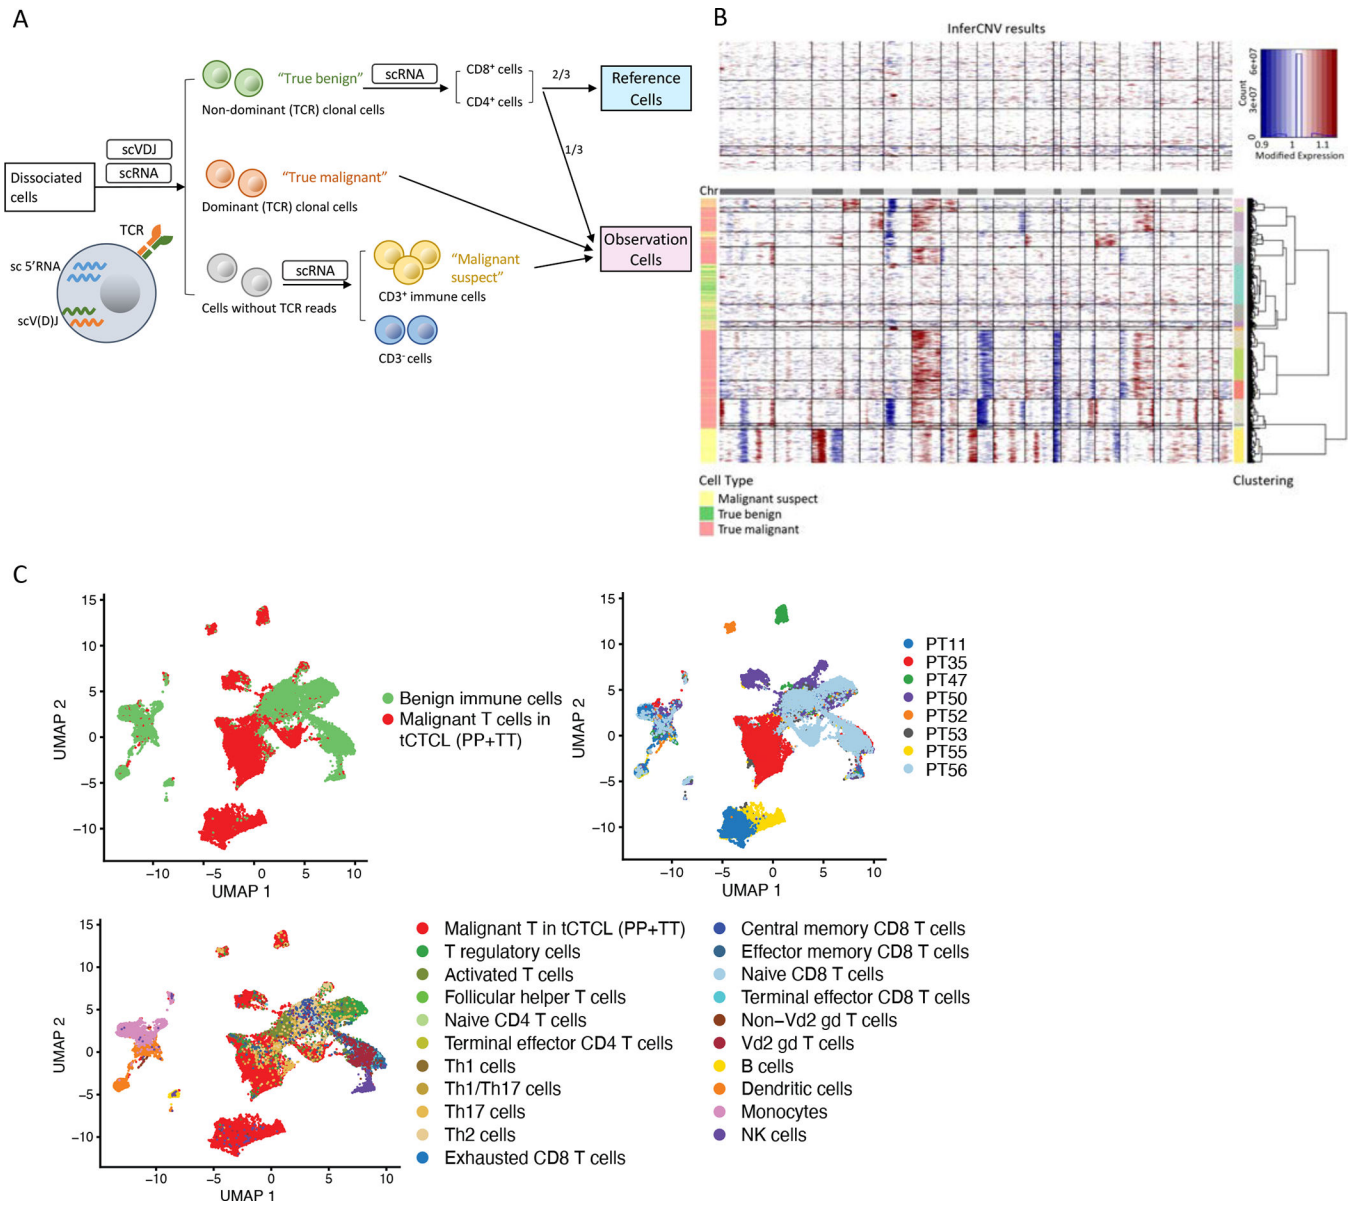 A
"True benign"
scRNA
CD8+ cells
CD4+ cells
2/3
Reference
Cells
Non-dominant (TCR) clonal cells
1/3
scVDJ
scRNA
Dissociated
cells
"True malignant"
Dominant (TCR) clonal cells
Observation
Cells
TCR
sc 5'RNA
scV(D)J
scRNA
"Malignant
suspect"
CD3+ immune cells
Cells without TCR reads
CD3- cells
B
InferCNV results
Count
0 3e+07 6e+07
0.9 1 1.1
Modified Expression
Chr
Cell Type
Malignant suspect
True benign
True malignant
Clustering
C
15
10
5
0
−5
−10
UMAP 2
−10 −5 0 5 10
UMAP 1
Benign immune cells
Malignant T cells in
tCTCL (PP+TT)
15
10
5
0
−5
−10
UMAP 2
−10 −5 0 5 10
UMAP 1
PT11
PT35
PT47
PT50
PT52
PT53
PT55
PT56
15
10
5
0
−5
−10
UMAP 2
−10 −5 0 5 10
UMAP 1
Malignant T in tCTCL (PP+TT)
T regulatory cells
Activated T cells
Follicular helper T cells
Naive CD4 T cells
Terminal effector CD4 T cells
Th1 cells
Th1/Th17 cells
Th17 cells
Th2 cells
Exhausted CD8 T cells
Central memory CD8 T cells
Effector memory CD8 T cells
Naive CD8 T cells
Terminal effector CD8 T cells
Non−Vd2 gd T cells
Vd2 gd T cells
B cells
Dendritic cells
Monocytes
NK cells